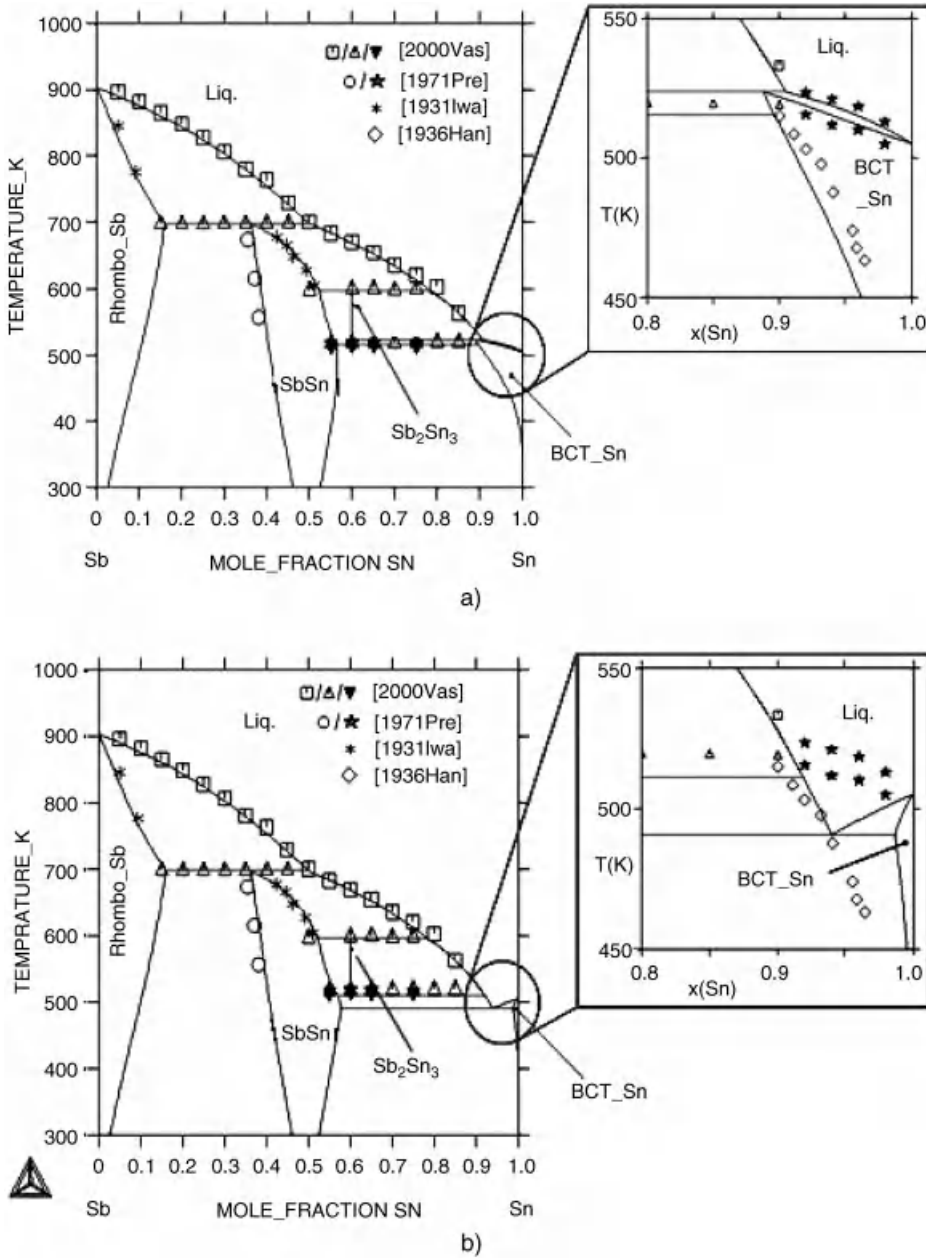 1000
900
800
700
600
500
40
300
TEMPERATURE_K
0 0.1 0.2 0.3 0.4 0.5 0.6 0.7 0.8 0.9 1.0
Sb MOLE_FRACTION SN Sn
Liq.
[2000Vas]
[1971Pre]
[1931Iwa]
[1936Han]
Rhombo_Sb
SbSn
Sb₂Sn₃
BCT_Sn
550
500
450
T(K)
Liq.
BCT
_Sn
0.8 0.9 1.0
x(Sn)
a)
1000
900
800
700
600
500
400
300
TEMPRATURE_K
0 0.1 0.2 0.3 0.4 0.5 0.6 0.7 0.8 0.9 1.0
Sb MOLE_FRACTION SN Sn
Liq.
[2000Vas]
[1971Pre]
[1931Iwa]
[1936Han]
Rhombo_Sb
SbSn
Sb₂Sn₃
BCT_Sn
550
500
450
T(K)
Liq.
BCT_Sn
0.8 0.9 1.0
x(Sn)
b)